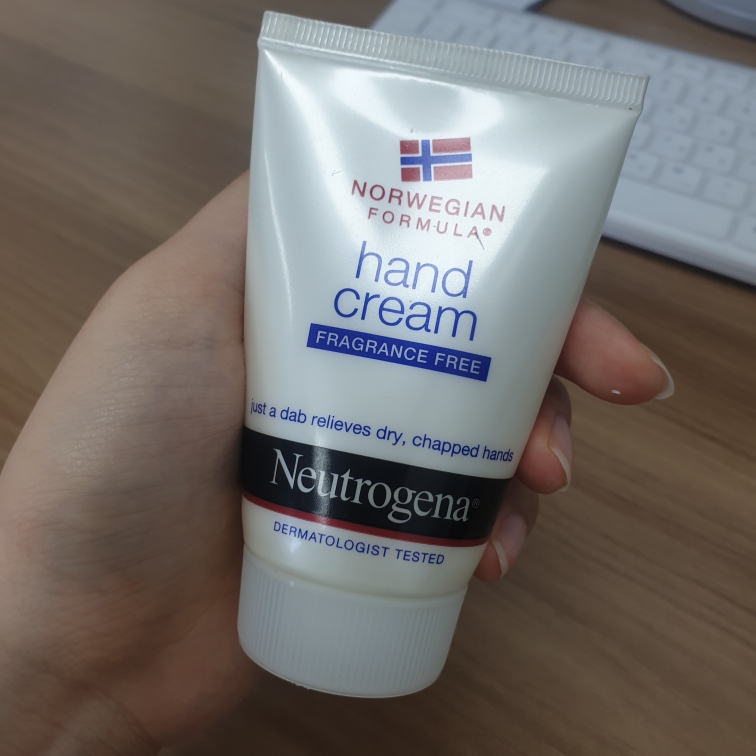 NORWEGIAN
FORMULA®
hand
cream
FRAGRANCE FREE
just a dab relieves dry, chapped hands
Neutrogena®
DERMATOLOGIST TESTED